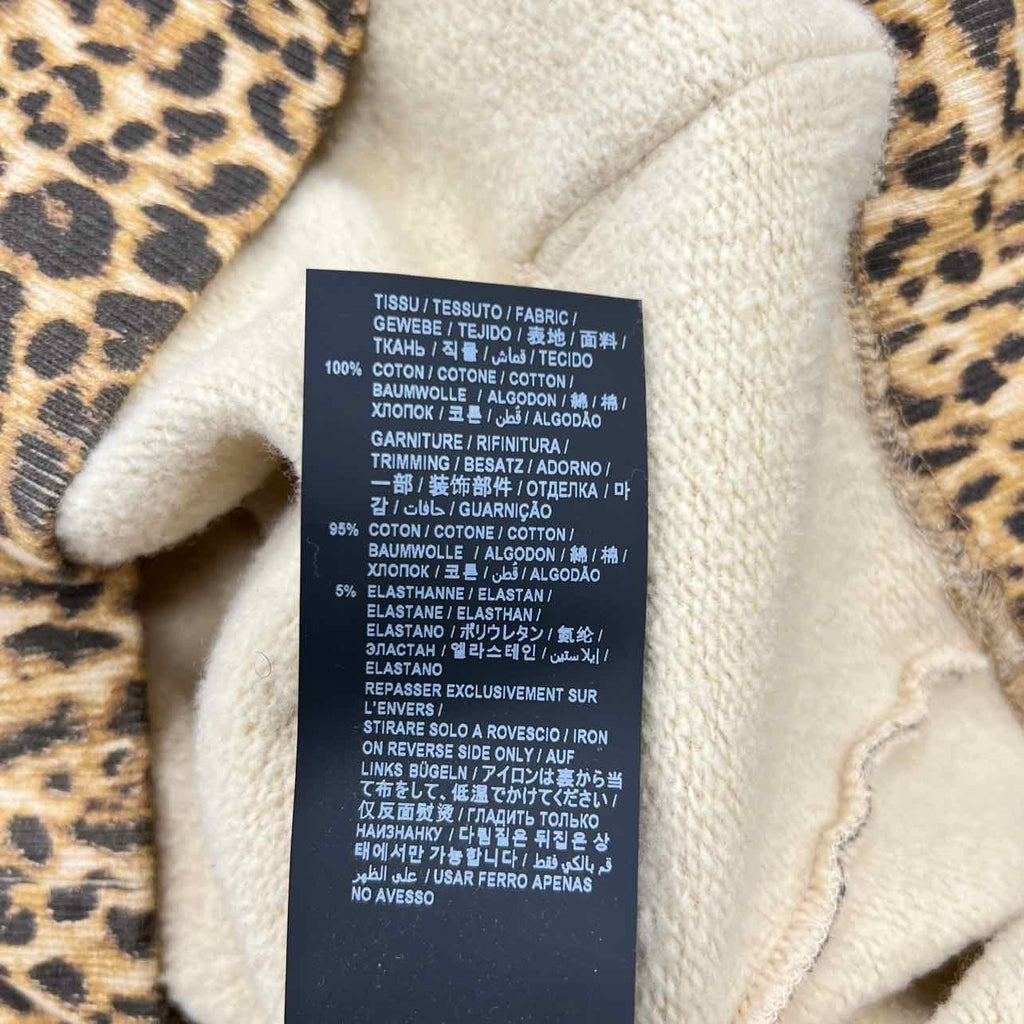 TISSU / TESSUTO / FABRIC /
GEWEBE / TEJIDO / 表地 / 面料 /
ТКАНЬ / 직물 / قماش / TECIDO
100% COTON / COTONE / COTTON /
BAUMWOLLE / ALGODON / 綿 / 棉 /
ХЛОПОК / 코튼 / قُطن / ALGODÃO
GARNITURE / RIFINITURA /
TRIMMING / BESATZ / ADORNO /
一部 / 装饰部件 / ОТДЕЛКА / 마
감 / حافات / GUARNIÇÃO
95% COTON / COTONE / COTTON /
BAUMWOLLE / ALGODON / 綿 / 棉 /
ХЛОПОК / 코튼 / قُطن / ALGODÃO
5% ELASTHANNE / ELASTAN /
ELASTANE / ELASTHAN /
ELASTANO / ポリウレタン / 氨纶 /
ЭЛАСТАН / 엘라스테인 / إيلاستين /
ELASTANO
REPASSER EXCLUSIVEMENT SUR
L'ENVERS /
STIRARE SOLO A ROVESCIO / IRON
ON REVERSE SIDE ONLY / AUF
LINKS BÜGELN / アイロンは裏から当
て布をして、低温でかけてください /
仅反面熨烫 / ГЛАДИТЬ ТОЛЬКО
НАИЗНАНКУ / 다림질은 뒤집은 상
태에서만 가능합니다 / قم بالكي فقط
على الظهر / USAR FERRO APENAS
NO AVESSO